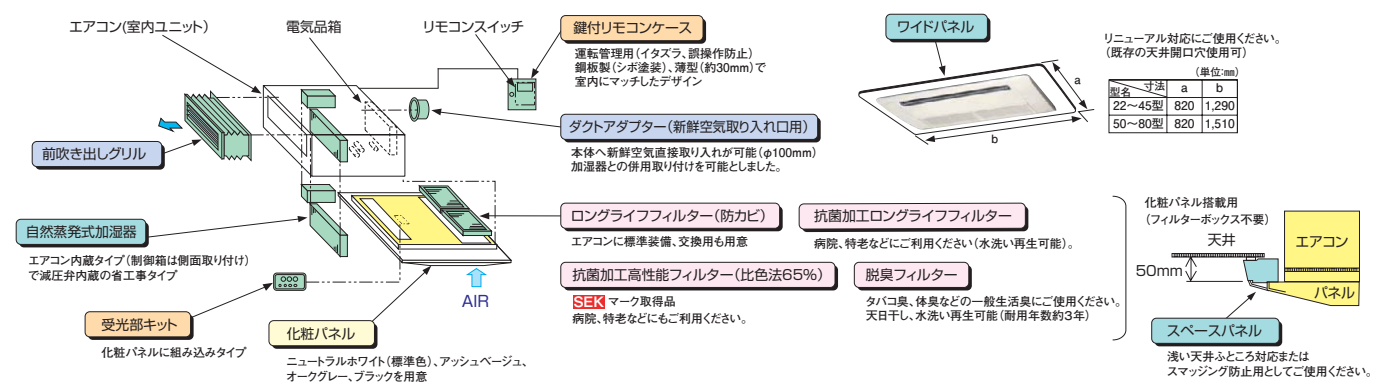 エアコン(室内ユニット)
電気品箱
リモコンスイッチ
鍵付リモコンケース
運転管理用(イタズラ、誤操作防止)
鋼板製(シボ塗装)、薄型(約30mm)で
室内にマッチしたデザイン
ダクトアダプター(新鮮空気取り入れ口用)
本体へ新鮮空気直接取り入れが可能(φ100mm)
加湿器との併用取り付けを可能としました。
前吹き出しグリル
自然蒸発式加湿器
エアコン内蔵タイプ(制御箱は側面取り付け)
で減圧弁内蔵の省工事タイプ
受光部キット
化粧パネルに組み込みタイプ
AIR
化粧パネル
ニュートラルホワイト(標準色)、アッシュベージュ、
オークグレー、ブラックを用意
ロングライフフィルター(防カビ)
エアコンに標準装備、交換用も用意
抗菌加工ロングライフフィルター
病院、特老などにご利用ください(水洗い再生可能)。
抗菌加工高性能フィルター(比色法65%)
SEK マーク取得品
病院、特老などにもご利用ください。
脱臭フィルター
タバコ臭、体臭などの一般生活臭にご使用ください。
天日干し、水洗い再生可能(耐用年数約3年)
ワイドパネル
a
b
リニューアル対応にご使用ください。
(既存の天井開口穴使用可)
(単位:mm)
型名 寸法 a b
22〜45型 820 1,290
50〜80型 820 1,510
化粧パネル搭載用
(フィルターボックス不要)
天井
エアコン
50mm
パネル
スペースパネル
浅い天井ふところ対応または
スマッジング防止用としてご使用ください。